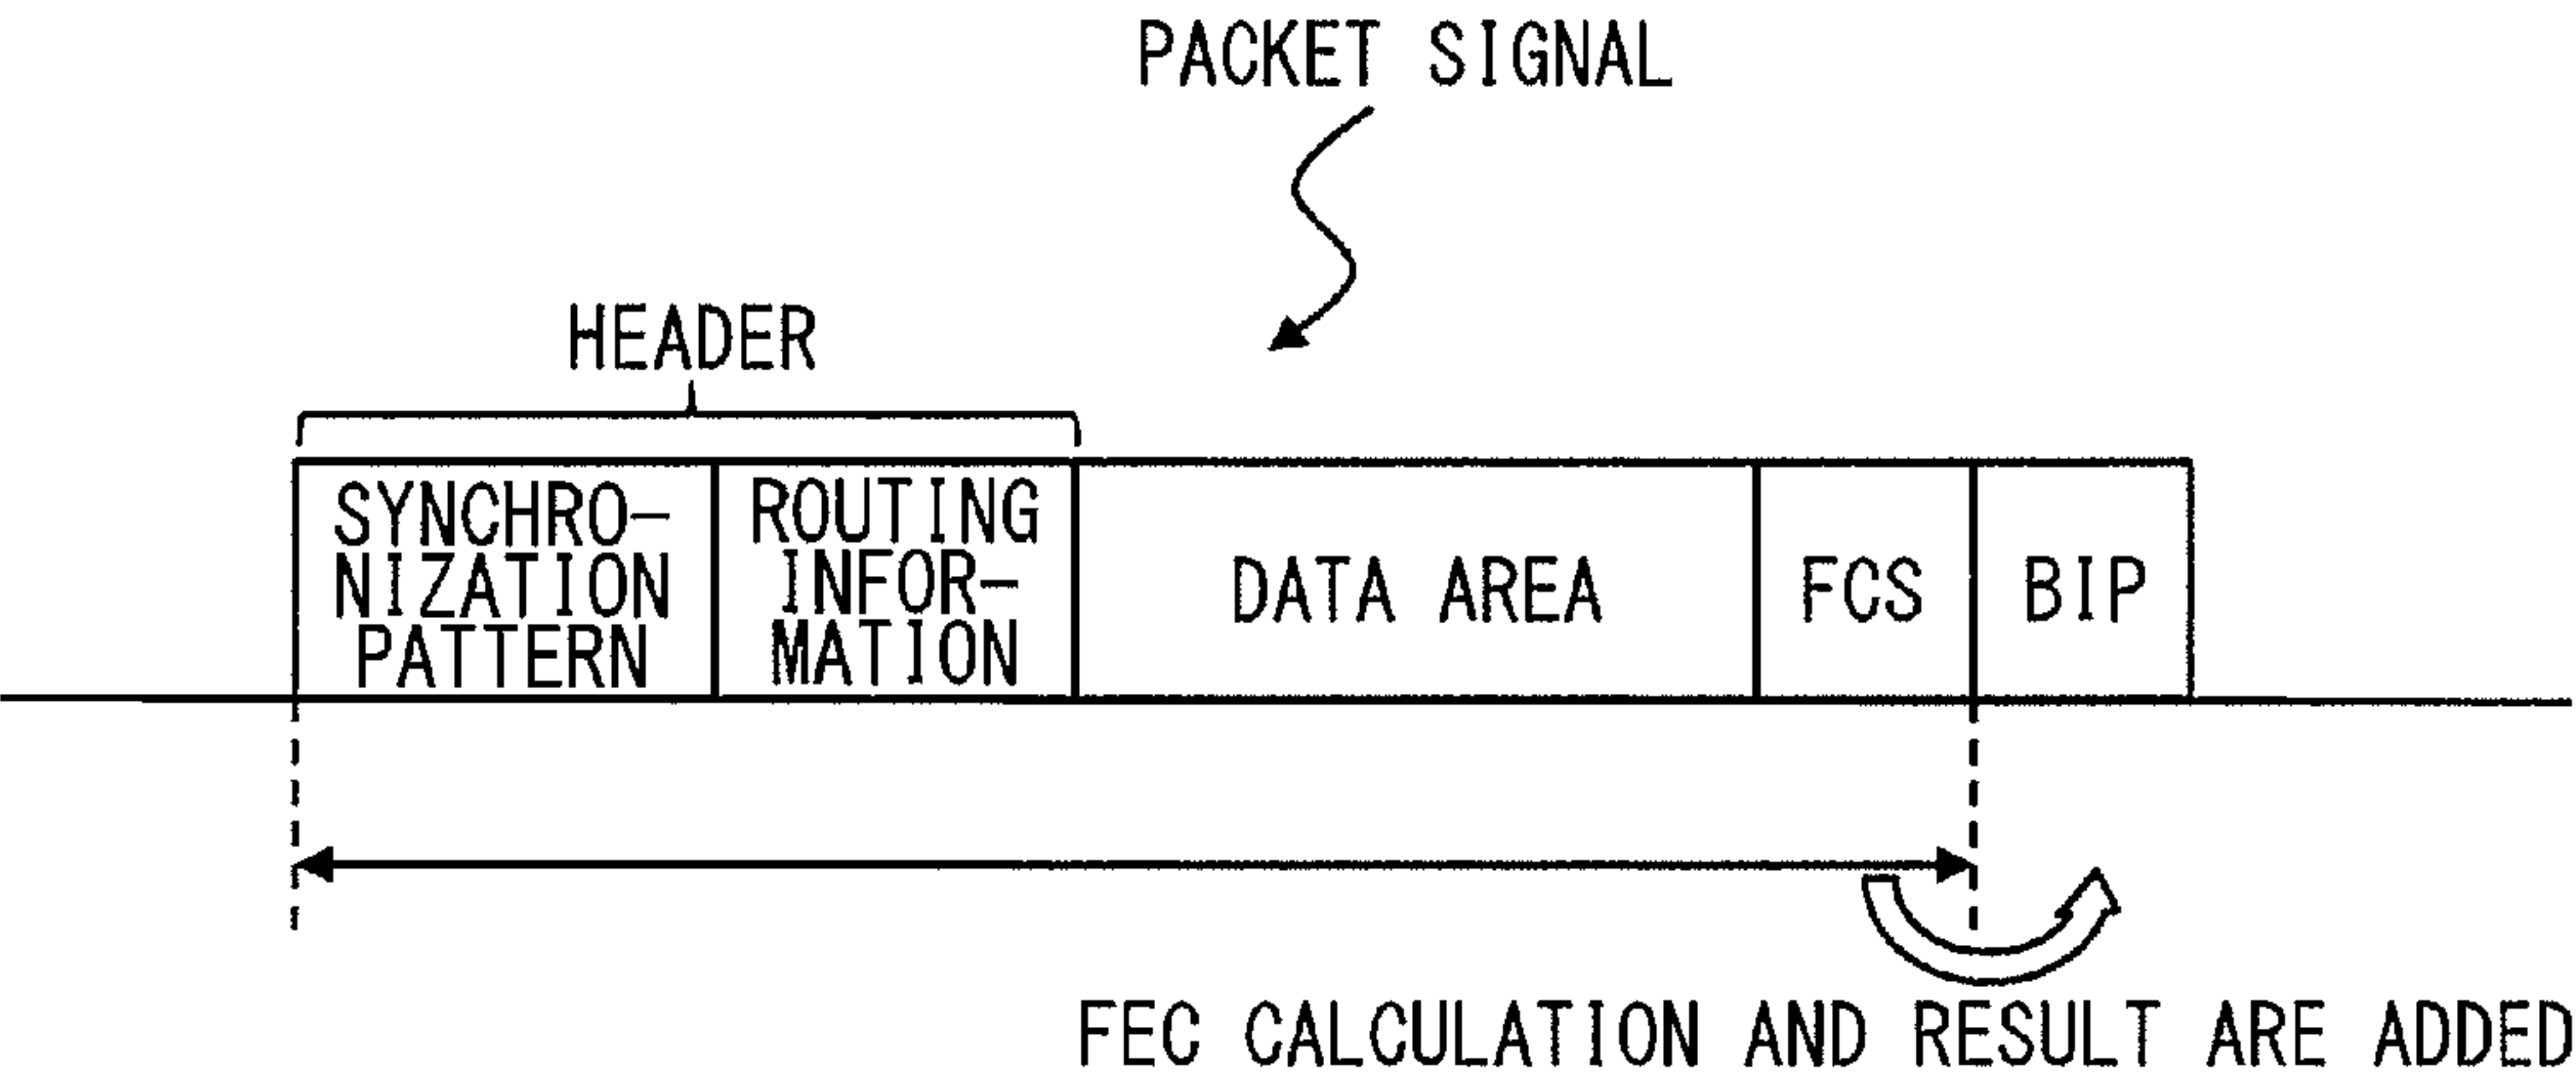 PACKET SIGNAL
HEADER
SYNCHRO-
NIZATION
PATTERN
ROUTING
INFOR-
MATION
DATA AREA
FCS
BIP
FEC CALCULATION AND RESULT ARE ADDED